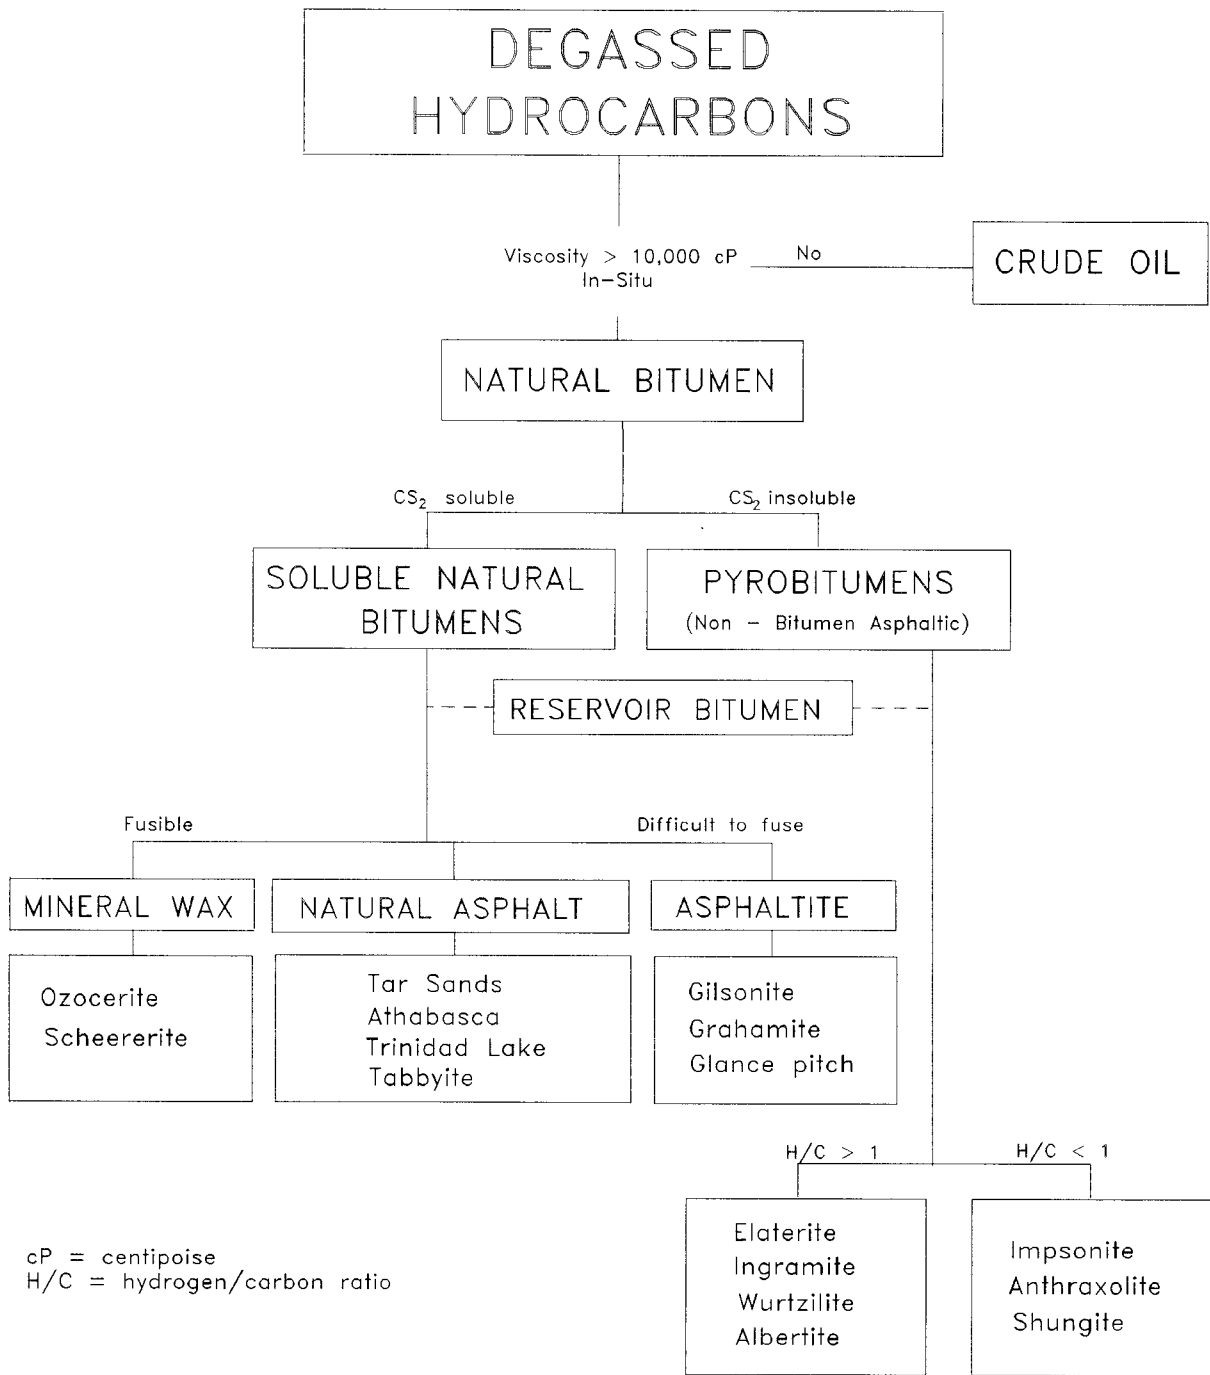 DEGASSED
HYDROCARBONS
Viscosity > 10,000 cP
In-Situ
No
CRUDE OIL
NATURAL BITUMEN
CS₂ soluble
CS₂ insoluble
SOLUBLE NATURAL
BITUMENS
PYROBITUMENS
(Non - Bitumen Asphaltic)
RESERVOIR BITUMEN
Fusible
Difficult to fuse
MINERAL WAX
NATURAL ASPHALT
ASPHALTITE
Ozocerite
Scheererite
Tar Sands
Athabasca
Trinidad Lake
Tabbyite
Gilsonite
Grahamite
Glance pitch
H/C > 1
H/C < 1
Elaterite
Ingramite
Wurtzilite
Albertite
Impsonite
Anthraxolite
Shungite
cP = centipoise
H/C = hydrogen/carbon ratio